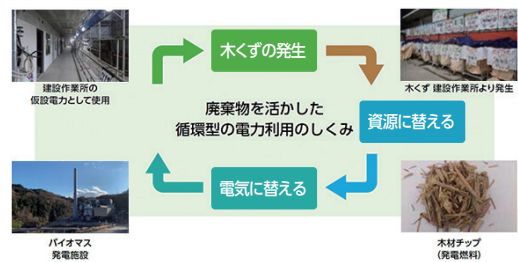 木くずの発生
建設作業所の
仮設電力として使用
木くず 建設作業所より発生
廃棄物を活かした
循環型の電力利用のしくみ
資源に替える
電気に替える
バイオマス
発電施設
木材チップ
(発電燃料)